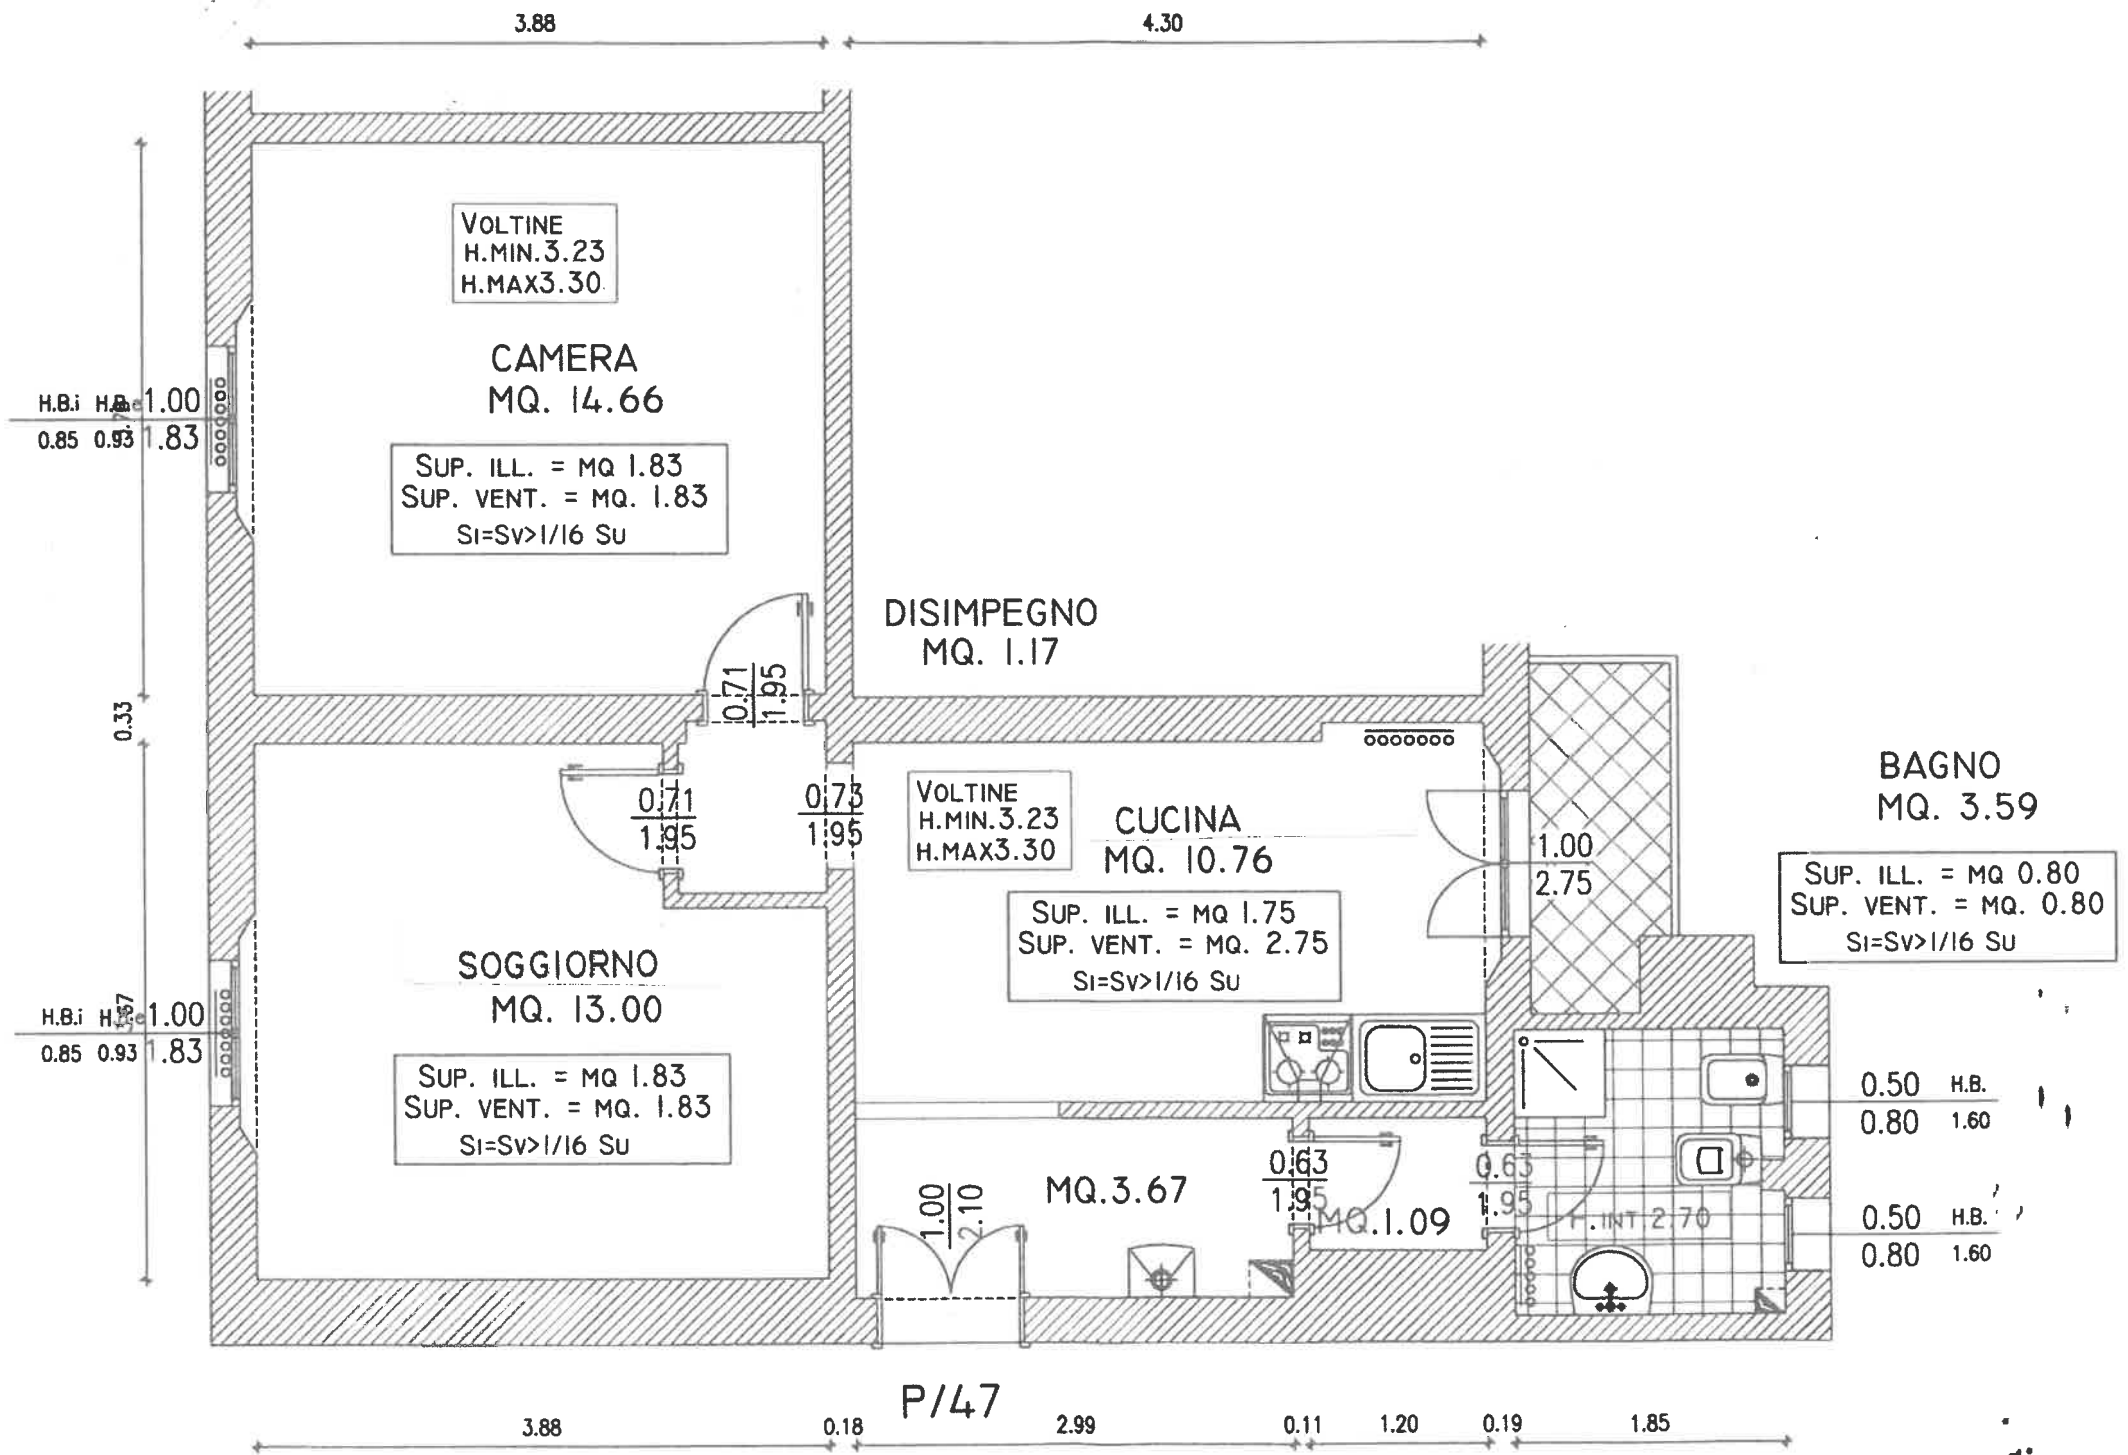 3.88
4.30
VOLTINE
H.MIN.3.23
H.MAX3.30
CAMERA
MQ. 14.66
H.B.i 1.00
0.85 0.93 1.83
SUP. ILL. = MQ 1.83
SUP. VENT. = MQ. 1.83
SI=SV>1/16 SU
DISIMPEGNO
MQ. 1.17
0.71
1.95
0.33
0.71
1.95
0.73
1.95
VOLTINE
H.MIN.3.23
H.MAX3.30
CUCINA
MQ. 10.76
1.00
2.75
BAGNO
MQ. 3.59
SUP. ILL. = MQ 0.80
SUP. VENT. = MQ. 0.80
SI=SV>1/16 SU
SUP. ILL. = MQ 1.75
SUP. VENT. = MQ. 2.75
SI=SV>1/16 SU
SOGGIORNO
MQ. 13.00
H.B.i 1.00
0.85 0.93 1.83
SUP. ILL. = MQ 1.83
SUP. VENT. = MQ. 1.83
SI=SV>1/16 SU
0.50 H.B.
0.80 1.60
0.63
1.95
0.63
1.95
MQ.3.67
MQ.1.09
1.00
2.10
H.INT.2.70
0.50 H.B.
0.80 1.60
P/47
3.88 0.18 2.99 0.11 1.20 0.19 1.85